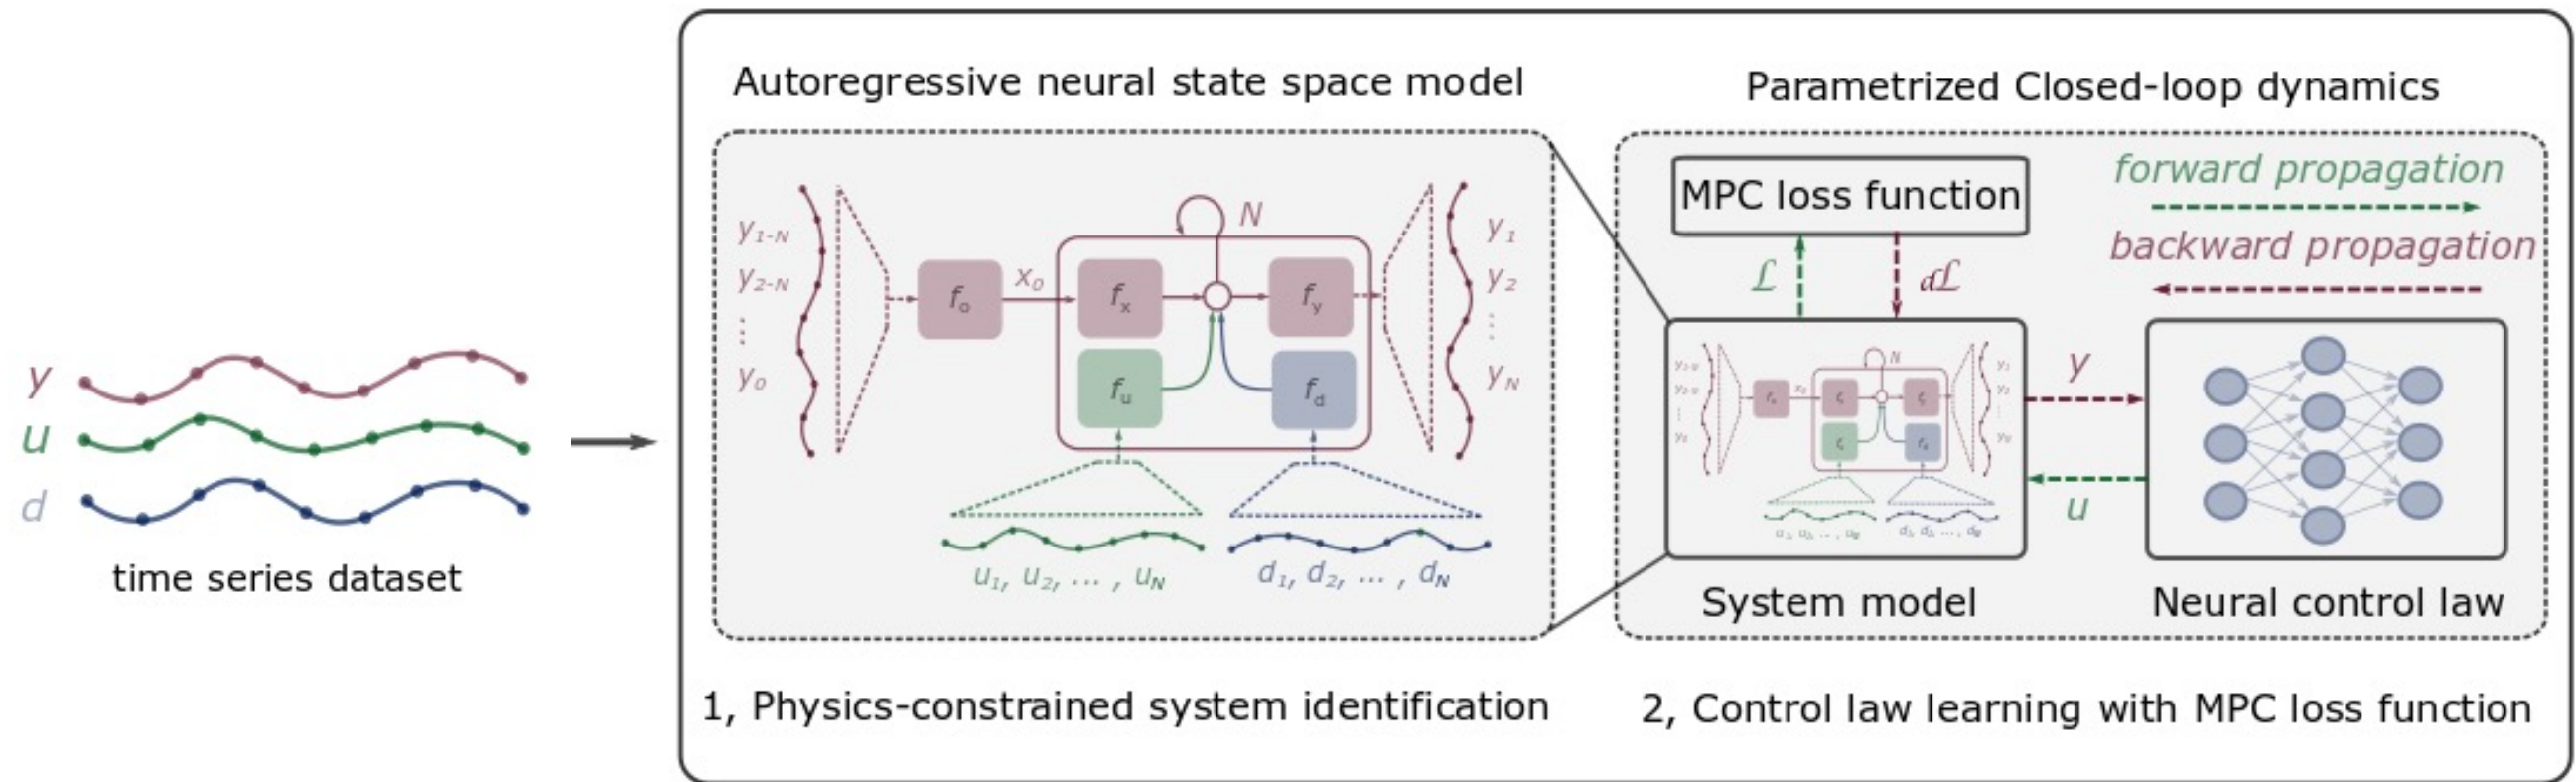 y
u
d
time series dataset
Autoregressive neural state space model
y1-N
y2-N
⋮
y0
fo
x0
N
fx
fy
fu
fd
y1
y2
⋮
yN
u1, u2, ... , uN
d1, d2, ... , dN
1, Physics-constrained system identification
Parametrized Closed-loop dynamics
MPC loss function
forward propagation
backward propagation
ℒ
dℒ
y
u
System model
Neural control law
2, Control law learning with MPC loss function